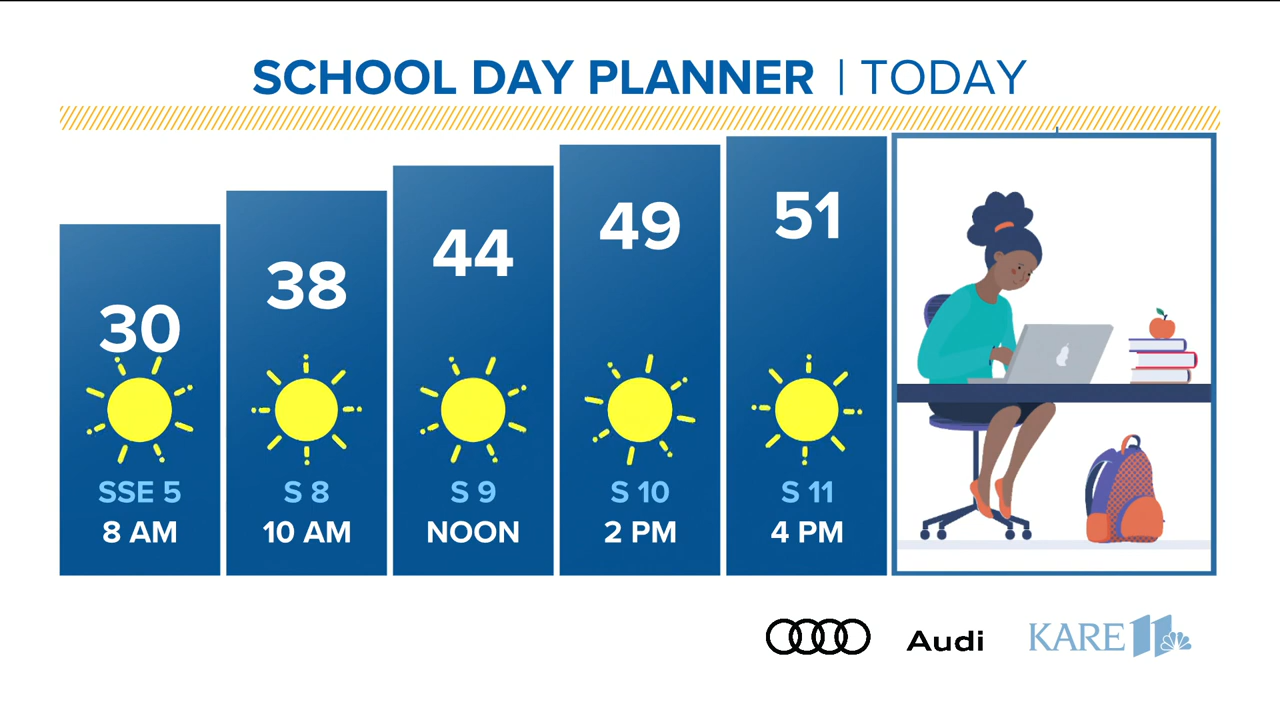 SCHOOL DAY PLANNER | TODAY
30
38
44
49
51
SSE 5
S 8
S 9
S 10
S 11
8 AM
10 AM
NOON
2 PM
4 PM
Audi
KARE 11